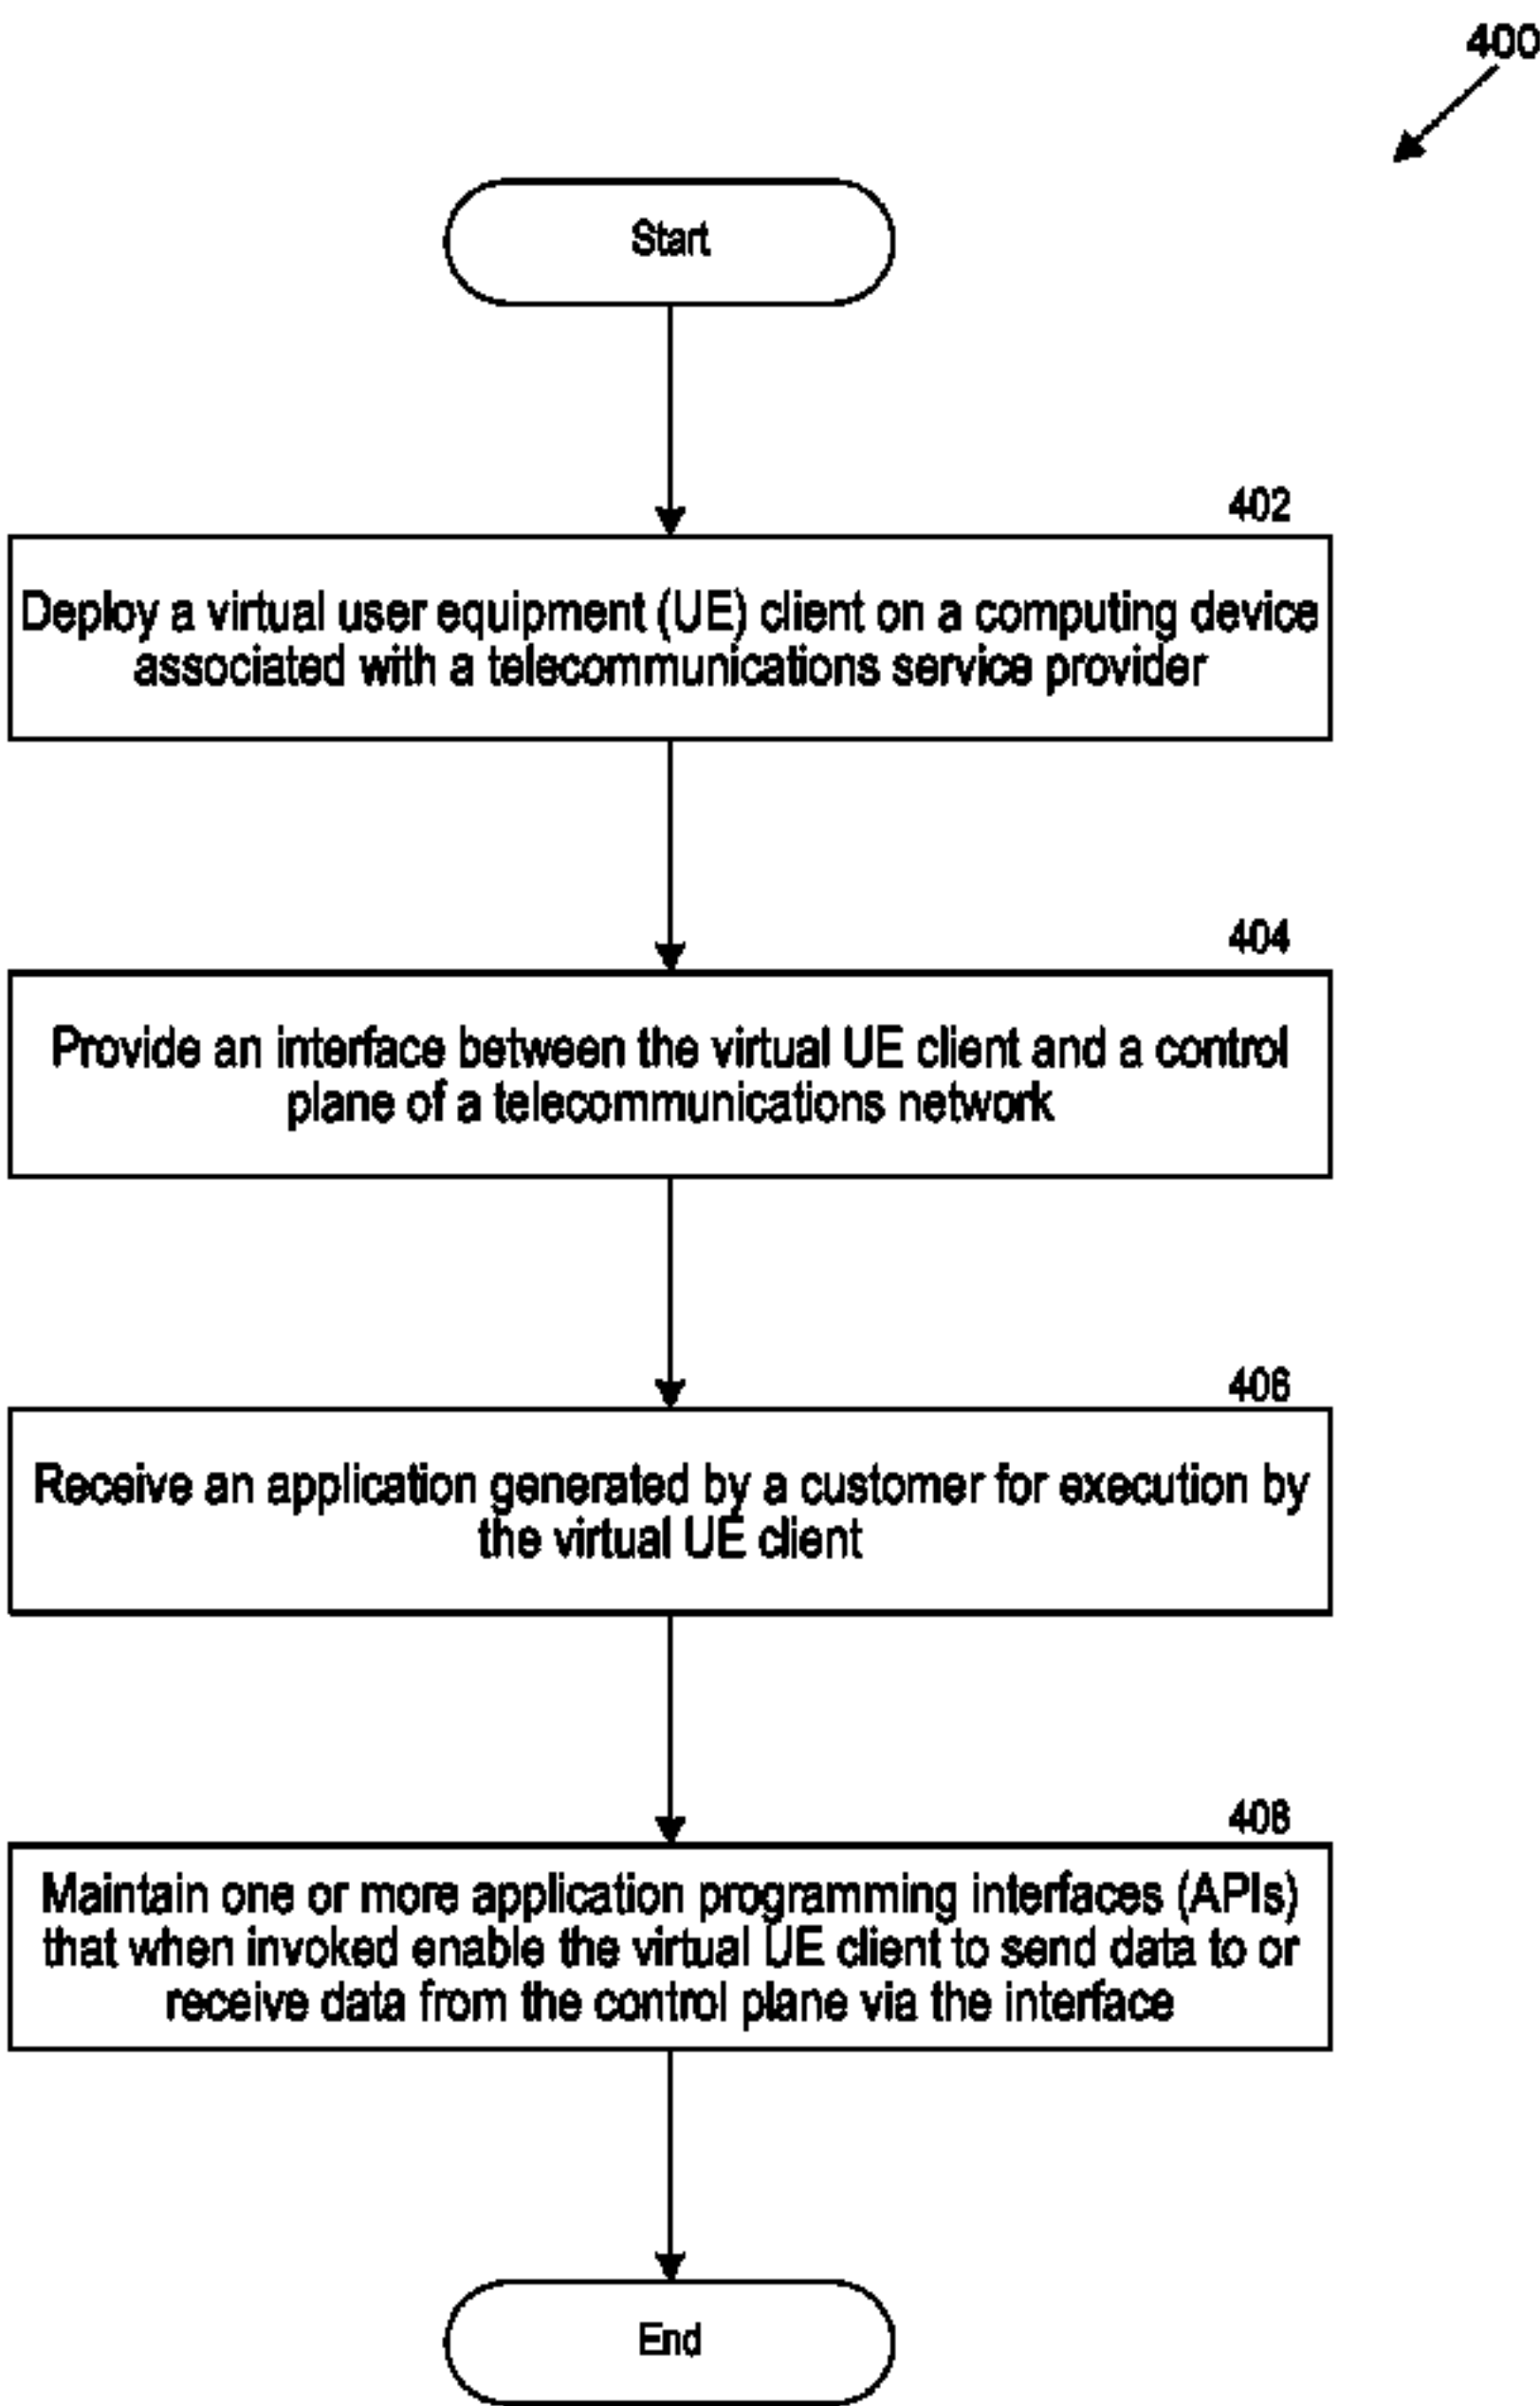 400
Start
402
Deploy a virtual user equipment (UE) client on a computing device
associated with a telecommunications service provider
404
Provide an interface between the virtual UE client and a control
plane of a telecommunications network
406
Receive an application generated by a customer for execution by
the virtual UE client
408
Maintain one or more application programming interfaces (APIs)
that when invoked enable the virtual UE client to send data to or
receive data from the control plane via the interface
End